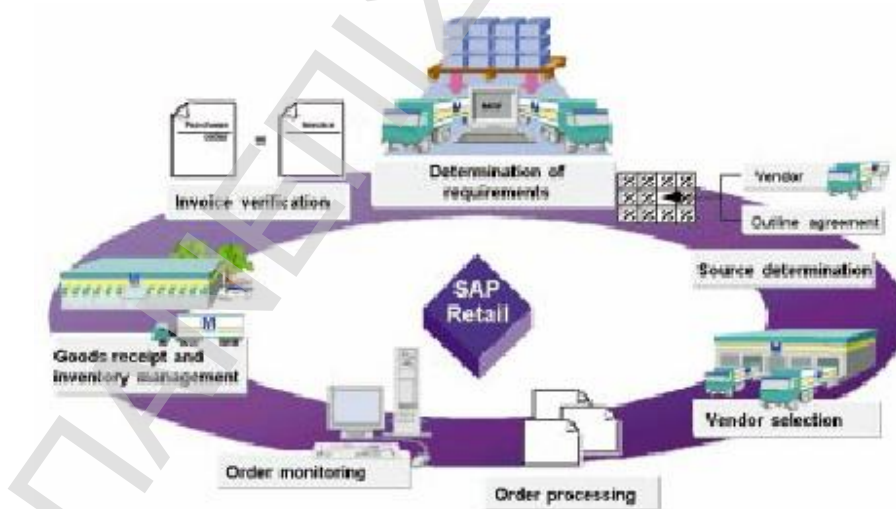 Determination of
requirements
Invoice verification
=
Vendor
Outline agreement
Source determination
SAP
Retail
M
Goods receipt and
inventory management
Vendor selection
Order monitoring
Order processing
ΠΑΝΕΠΙΣ